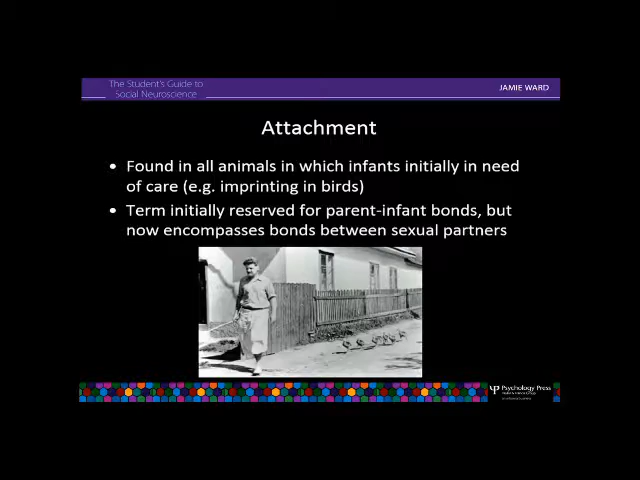 The Student's Guide to
Social Neuroscience
JAMIE WARD
Attachment
• Found in all animals in which infants initially in need
of care (e.g. imprinting in birds)
• Term initially reserved for parent-infant bonds, but
now encompasses bonds between sexual partners
Psychology Press